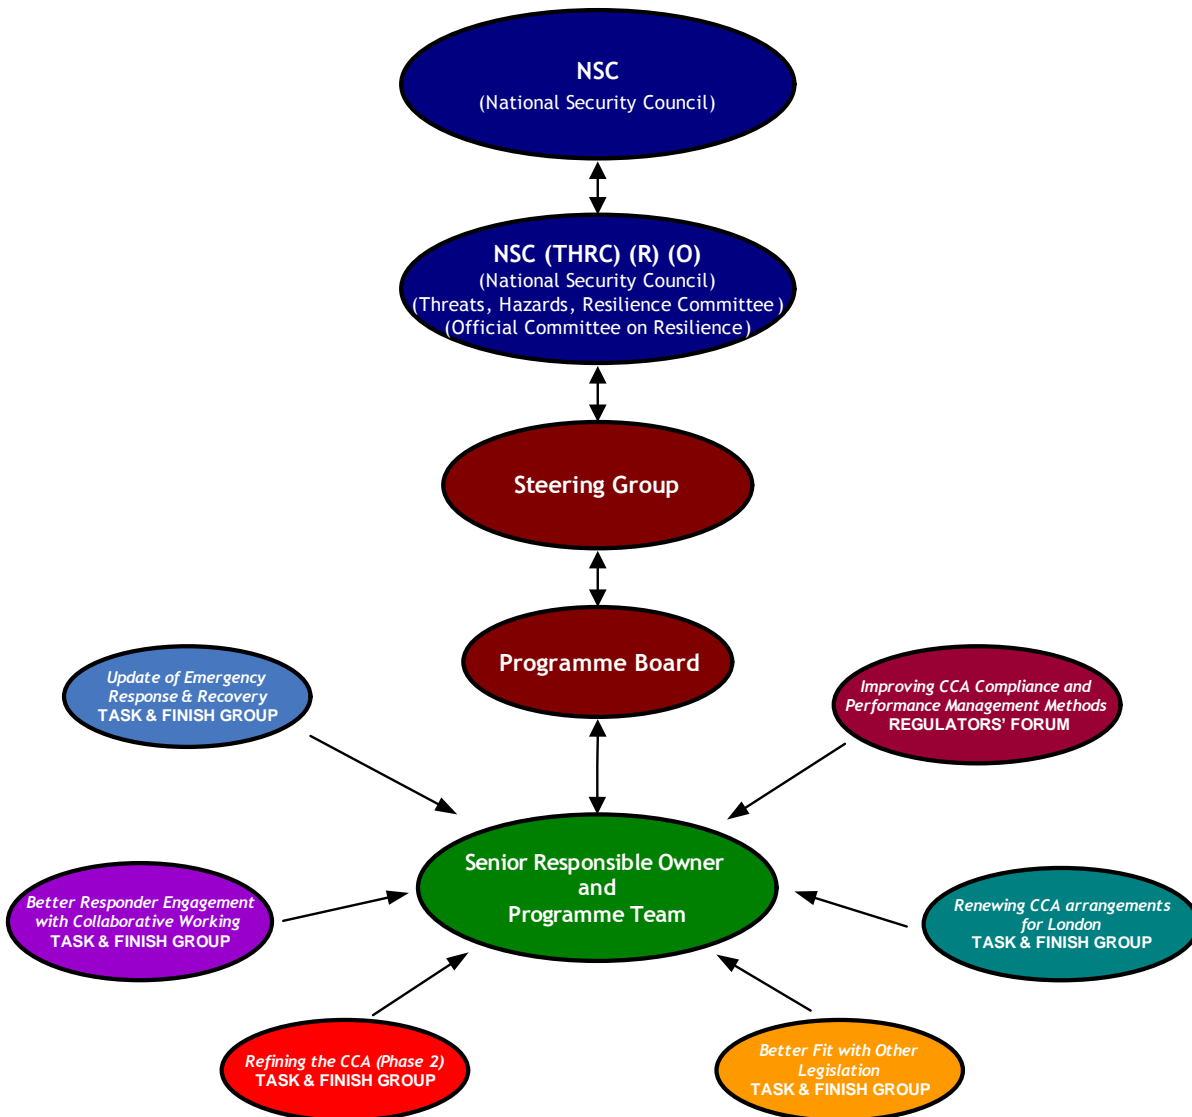 NSC
(National Security Council)
NSC (THRC) (R) (O)
(National Security Council)
(Threats, Hazards, Resilience Committee)
(Official Committee on Resilience)
Steering Group
Programme Board
Update of Emergency
Response & Recovery
TASK & FINISH GROUP
Improving CCA Compliance and
Performance Management Methods
REGULATORS’ FORUM
Senior Responsible Owner
and
Programme Team
Better Responder Engagement
with Collaborative Working
TASK & FINISH GROUP
Renewing CCA arrangements
for London
TASK & FINISH GROUP
Refining the CCA (Phase 2)
TASK & FINISH GROUP
Better Fit with Other
Legislation
TASK & FINISH GROUP